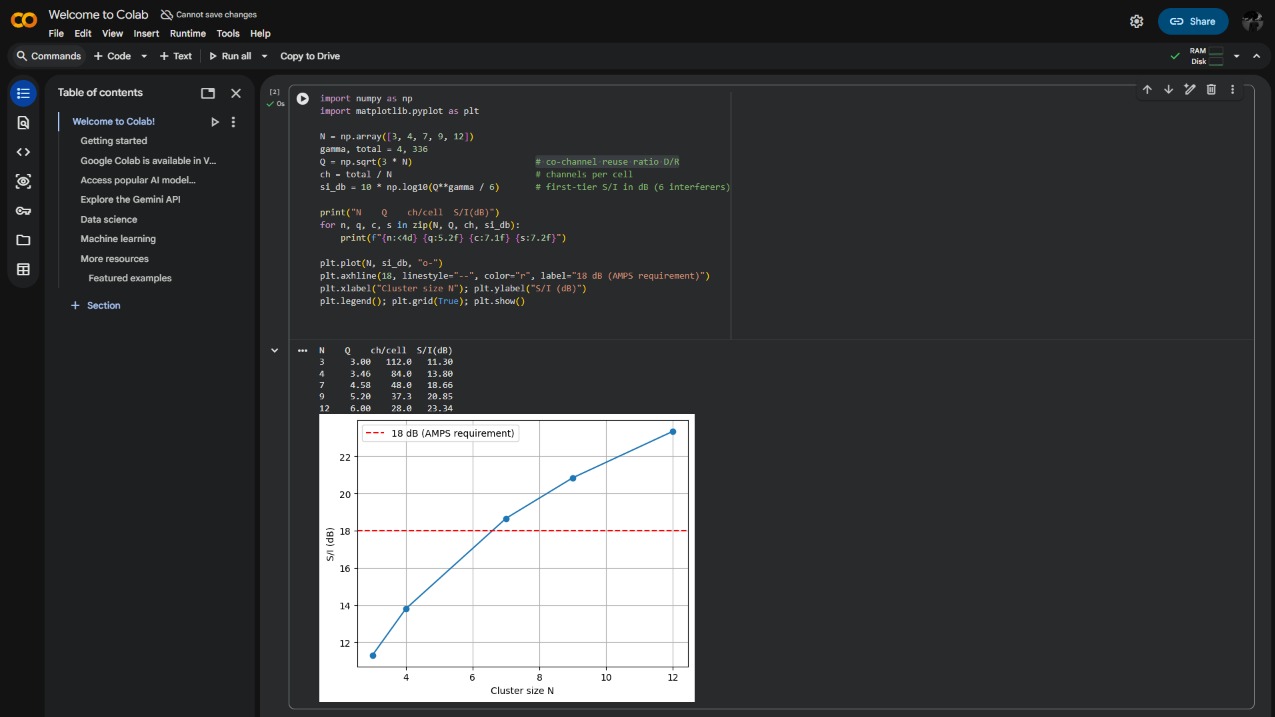 Welcome to Colab
Cannot save changes
File Edit View Insert Runtime Tools Help
Share
Commands + Code + Text Run all Copy to Drive
RAM
Disk
Table of contents
Welcome to Colab!
Getting started
Google Colab is available in V...
Access popular AI model...
Explore the Gemini API
Data science
Machine learning
More resources
Featured examples
+ Section
[2]
0s
import numpy as np
import matplotlib.pyplot as plt
N = np.array([3, 4, 7, 9, 12])
gamma, total = 4, 336
Q = np.sqrt(3 * N) # co-channel reuse ratio D/R
ch = total / N # channels per cell
si_db = 10 * np.log10(Q**gamma / 6) # first-tier S/I in dB (6 interferers)
print("N    Q    ch/cell  S/I(dB)")
for n, q, c, s in zip(N, Q, ch, si_db):
    print(f"{n:<4d} {q:5.2f} {c:7.1f} {s:7.2f}")
plt.plot(N, si_db, "o-")
plt.axhline(18, linestyle="--", color="r", label="18 dB (AMPS requirement)")
plt.xlabel("Cluster size N"); plt.ylabel("S/I (dB)")
plt.legend(); plt.grid(True); plt.show()
N    Q    ch/cell  S/I(dB)
3     3.00   112.0   11.30
4     3.46    84.0   13.80
7     4.58    48.0   18.66
9     5.20    37.3   20.85
12    6.00    28.0   23.34
18 dB (AMPS requirement)
22
20
18
16
14
12
S/I (dB)
4 6 8 10 12
Cluster size N